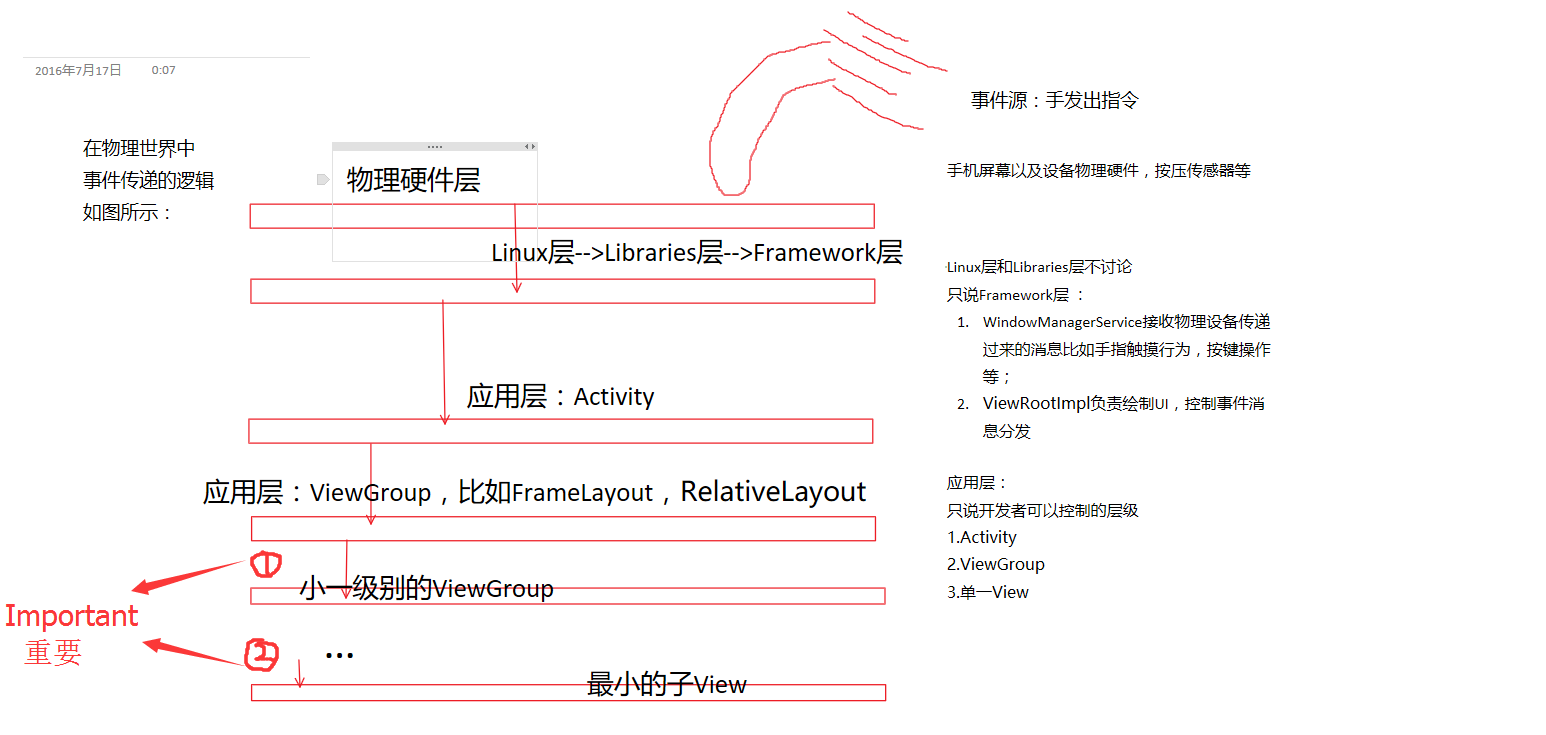 2016年7月17日 0:07
在物理世界中
事件传递的逻辑
如图所示：
物理硬件层
Linux层-->Libraries层-->Framework层
应用层：Activity
应用层：ViewGroup，比如FrameLayout，RelativeLayout
①
小一级别的ViewGroup
Important
重要
②
...
最小的子View
事件源：手发出指令
手机屏幕以及设备物理硬件，按压传感器等
Linux层和Libraries层不讨论
只说Framework层 ：
1. WindowManagerService接收物理设备传递
过来的消息比如手指触摸行为，按键操作
等；
2. ViewRootImpl负责绘制UI，控制事件消
息分发
应用层：
只说开发者可以控制的层级
1.Activity
2.ViewGroup
3.单一View